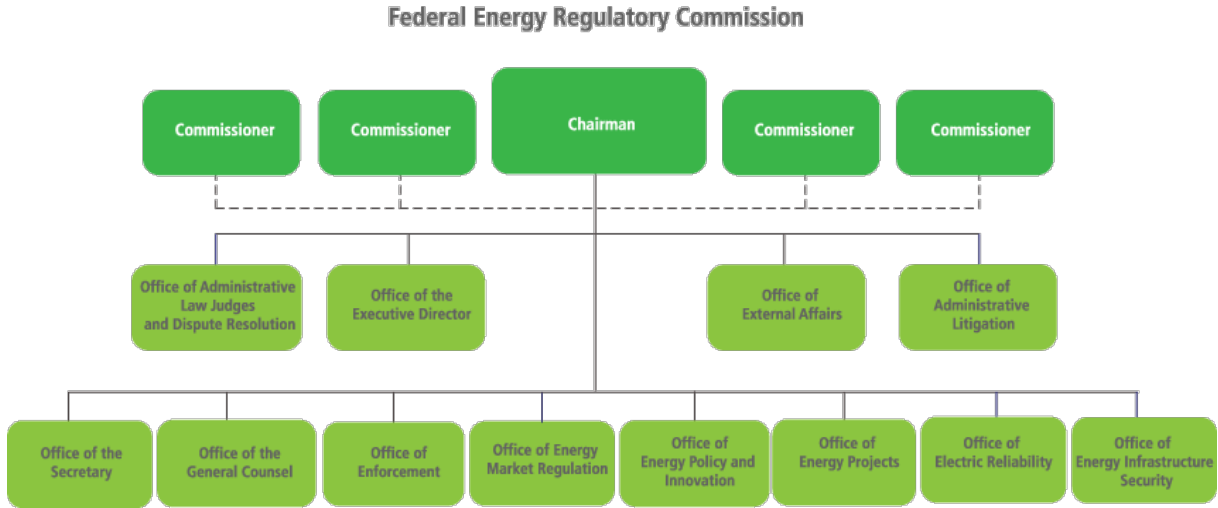 Federal Energy Regulatory Commission
Commissioner
Commissioner
Chairman
Commissioner
Commissioner
Office of Administrative
Law Judges
and Dispute Resolution
Office of the
Executive Director
Office of
External Affairs
Office of
Administrative
Litigation
Office of the
Secretary
Office of the
General Counsel
Office of
Enforcement
Office of Energy
Market Regulation
Office of
Energy Policy and
Innovation
Office of
Energy Projects
Office of
Electric Reliability
Office of
Energy Infrastructure
Security